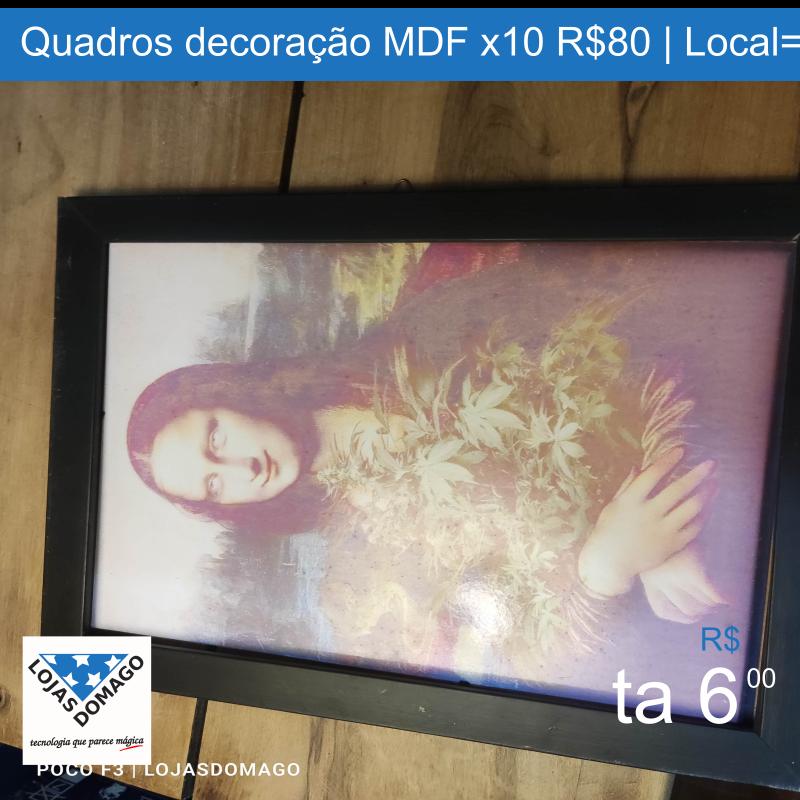 Quadros decoração MDF x10 R$80 | Local=
R$
ta 6 00
LOJAS DOMAGO
tecnologia que parece mágica
POCO F3 | LOJASDOMAGO